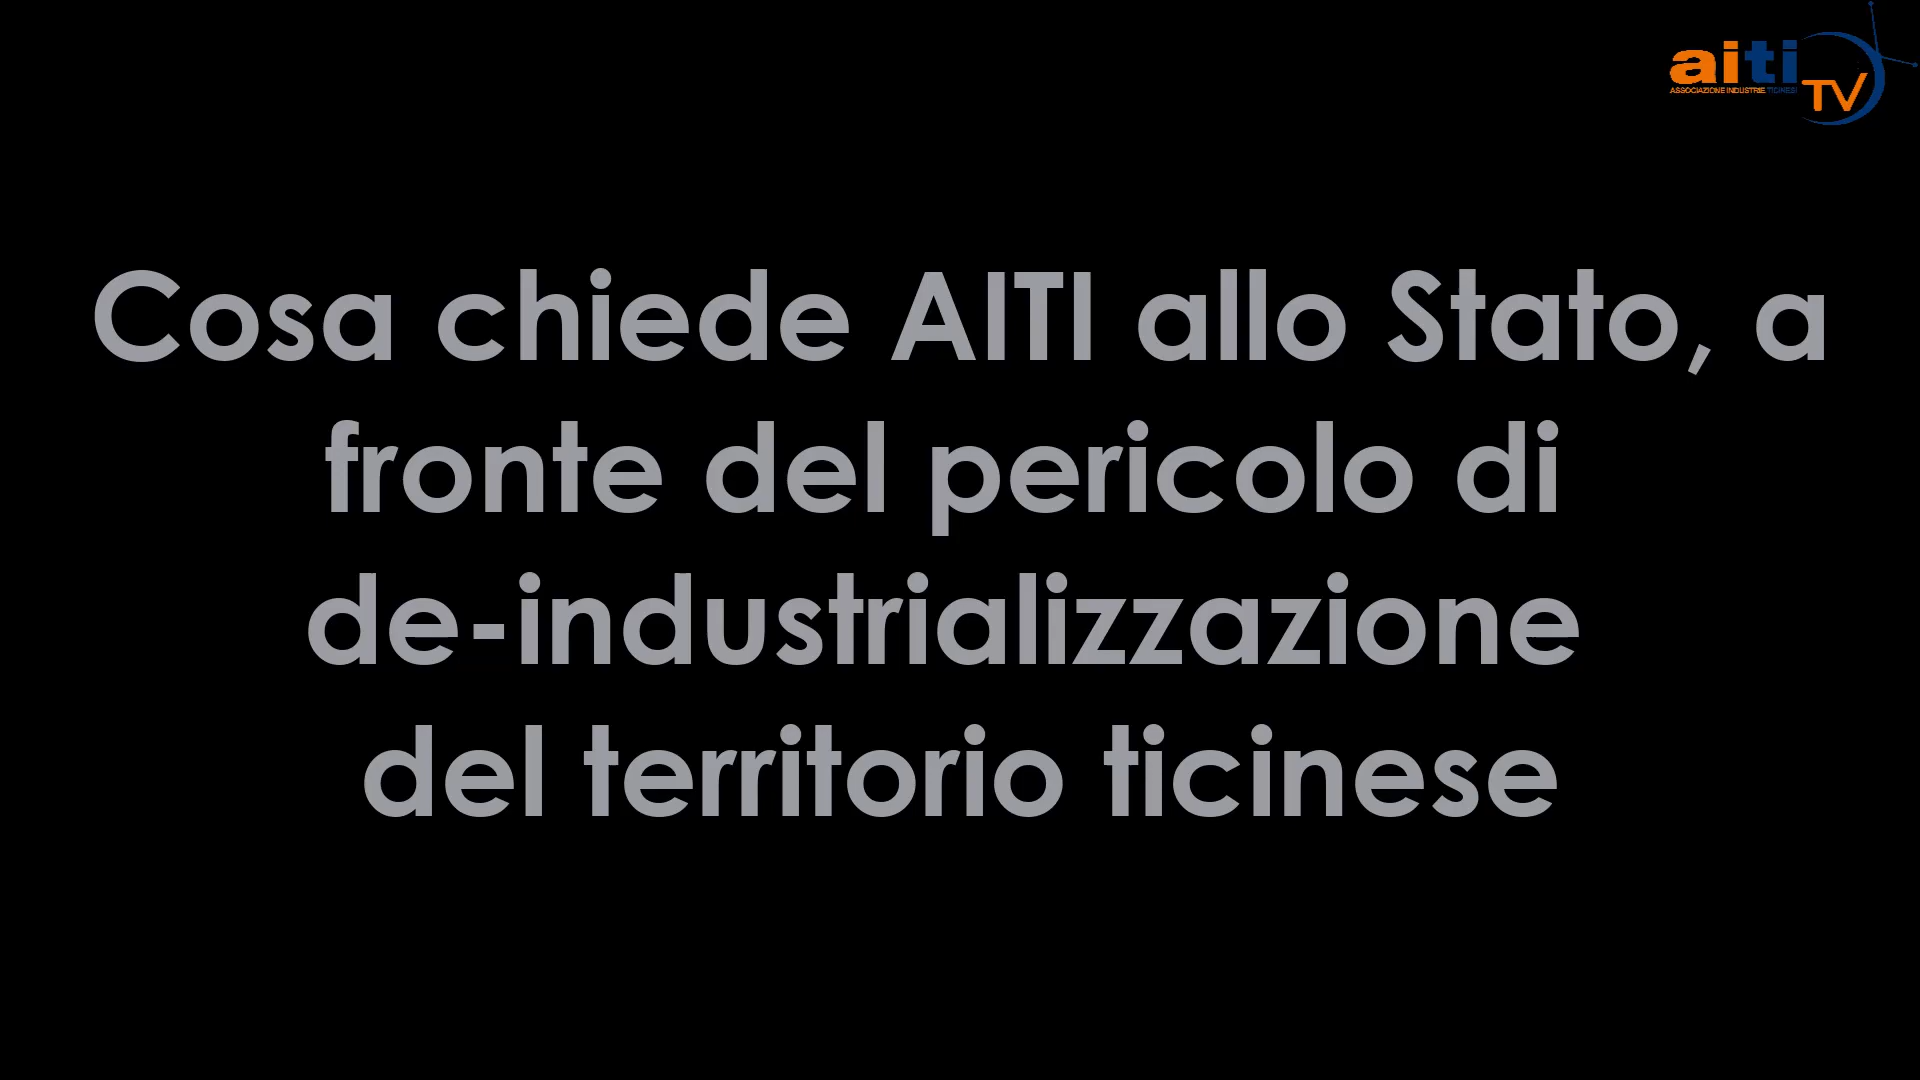 aiti
ASSOCIAZIONE INDUSTRIE TICINESI
TV
Cosa chiede AITI allo Stato, a
fronte del pericolo di
de-industrializzazione
del territorio ticinese